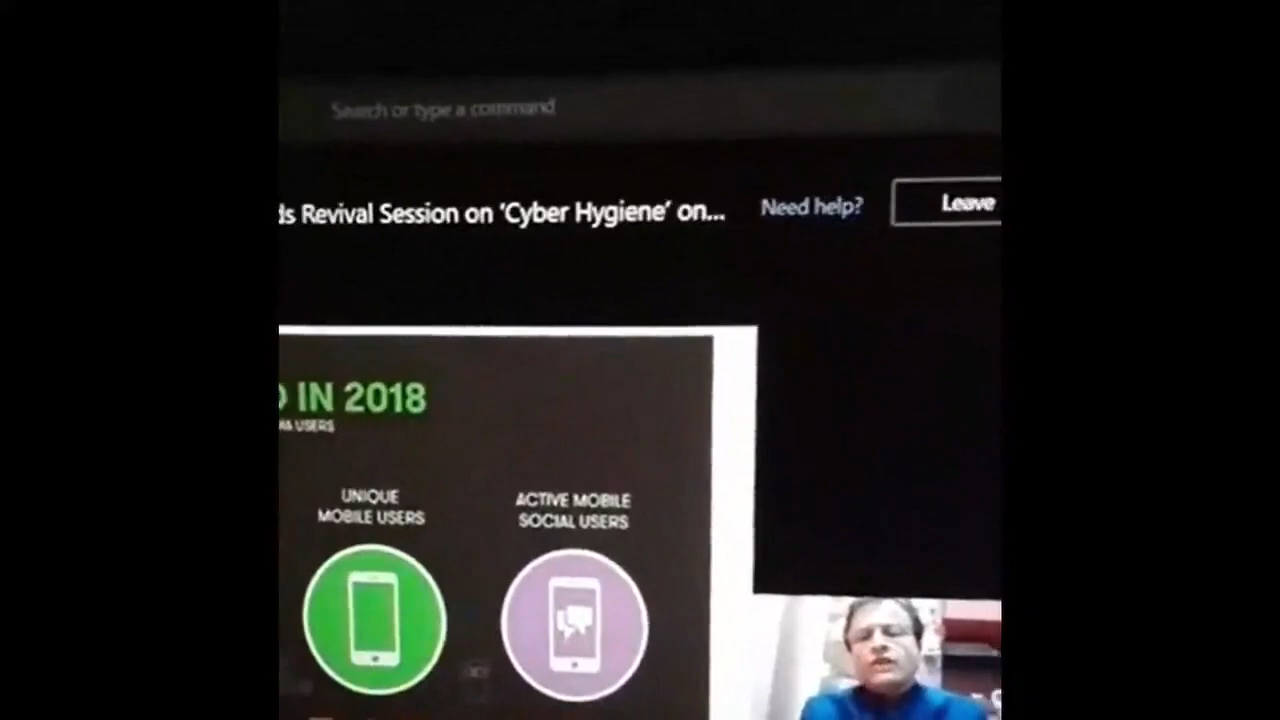 Search or type a command
ds Revival Session on ‘Cyber Hygiene’ on...
Need help?
Leave
IN 2018
USERS
UNIQUE
MOBILE USERS
ACTIVE MOBILE
SOCIAL USERS